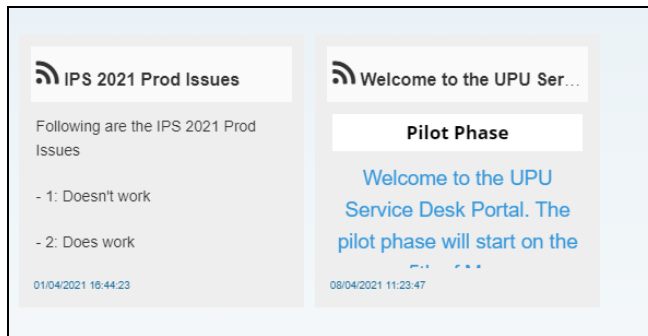 IPS 2021 Prod Issues
Following are the IPS 2021 Prod
Issues
- 1: Doesn't work
- 2: Does work
01/04/2021 16:44:23
Welcome to the UPU Ser...
Pilot Phase
Welcome to the UPU
Service Desk Portal. The
pilot phase will start on the
08/04/2021 11:23:47